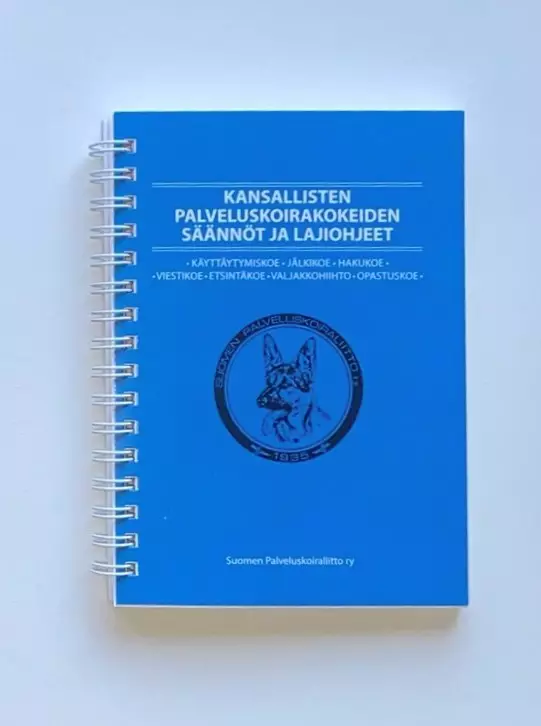 KANSALLISTEN
PALVELUSKOIRAKOKEIDEN
SÄÄNNÖT JA LAJIOHJEET
• KÄYTTÄYTYMISKOE • JÄLKIKOE • HAKUKOE •
• VIESTIKOE • ETSINTÄKOE • VALJAKKOHIIHTO • OPASTUSKOE •
SUOMEN PALVELUSKOIRALIITTO ry
1935
Suomen Palveluskoiraliitto ry